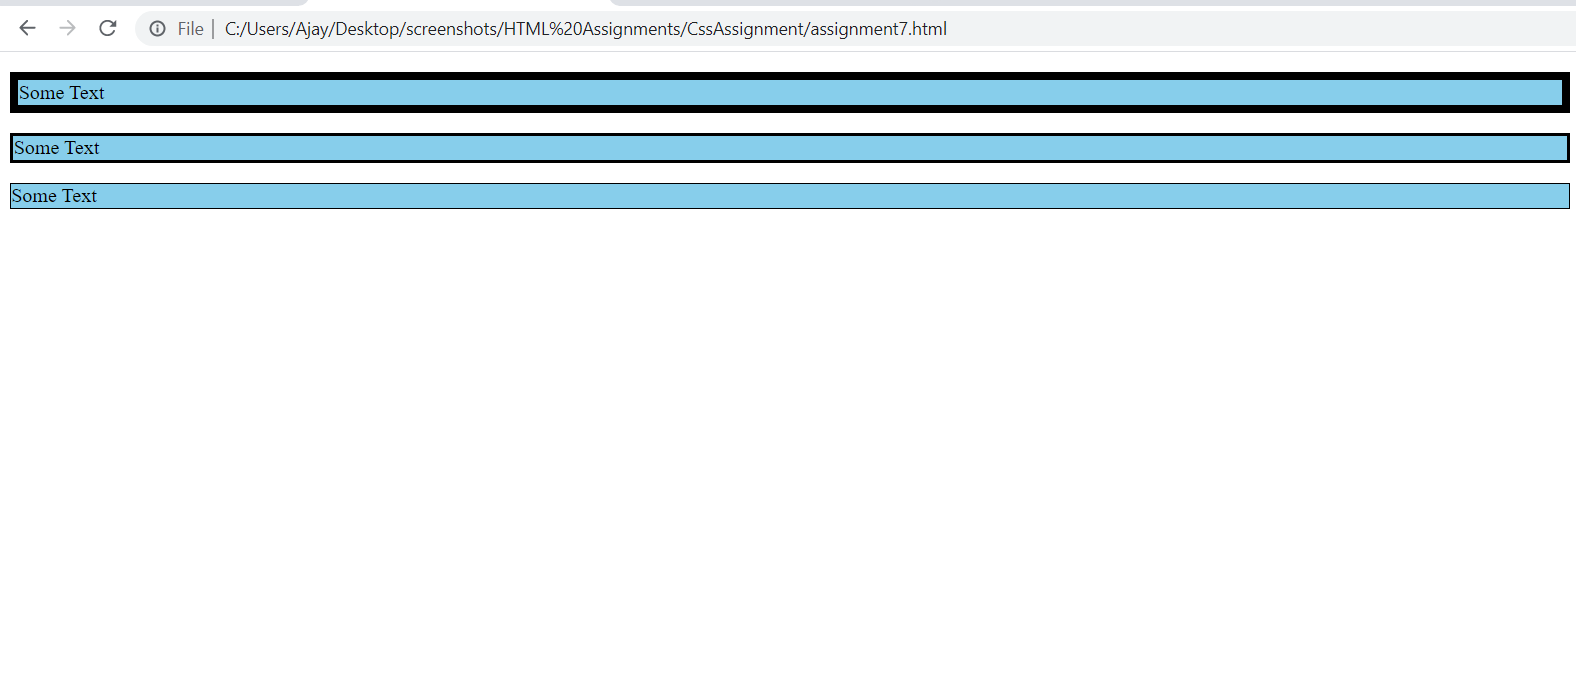 File | C:/Users/Ajay/Desktop/screenshots/HTML%20Assignments/CssAssignment/assignment7.html
Some Text
Some Text
Some Text